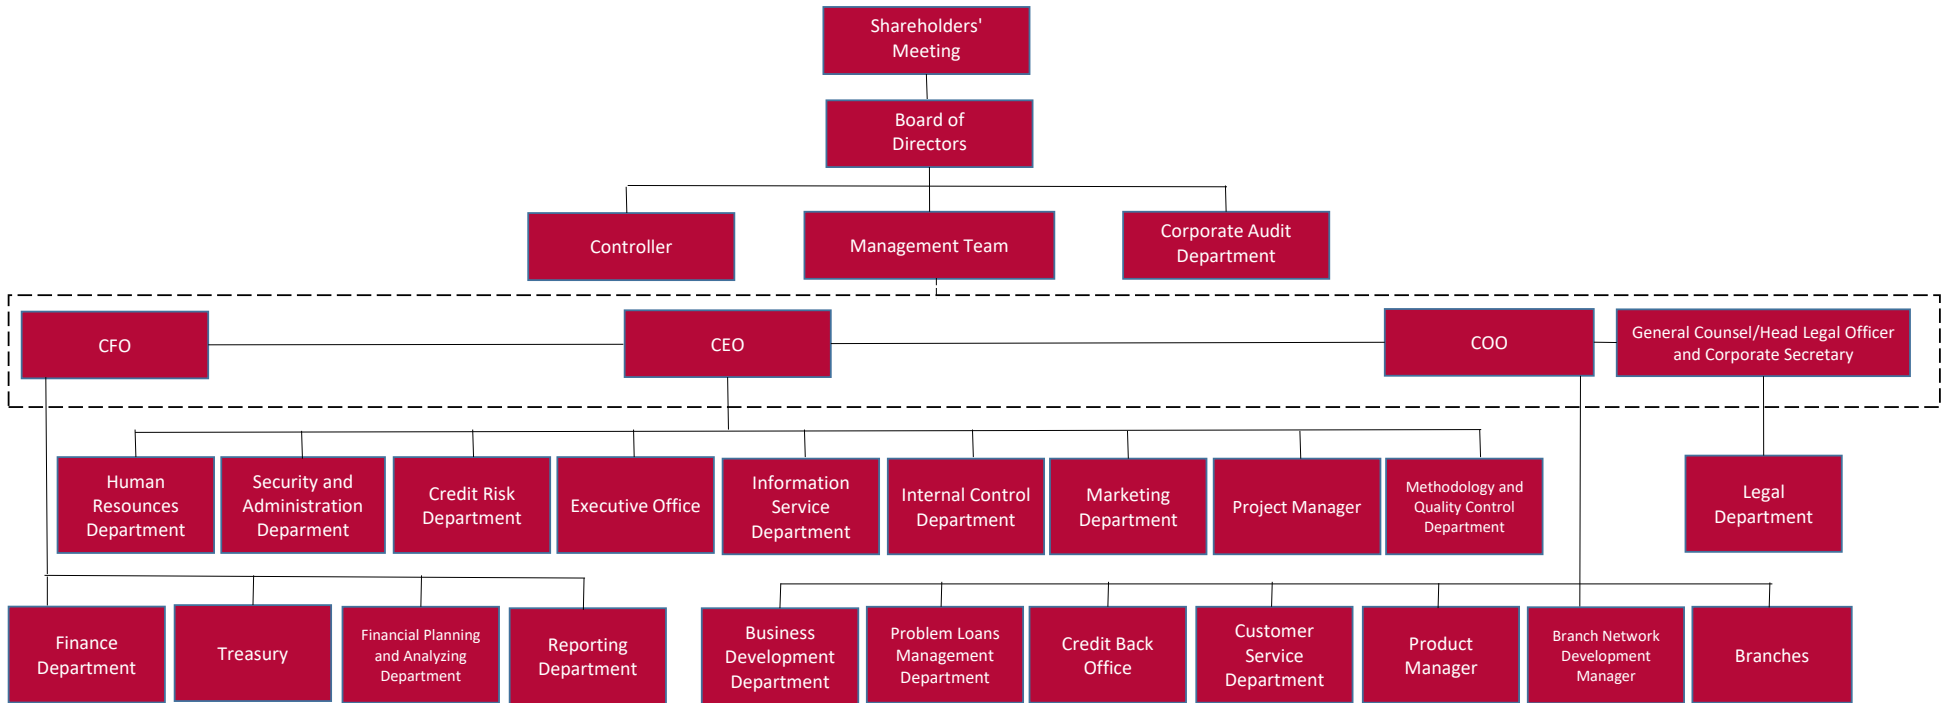 Shareholders'
Meeting
Board of
Directors
Controller
Management Team
Corporate Audit
Department
CFO
CEO
COO
General Counsel/Head Legal Officer
and Corporate Secretary
Human
Resources
Department
Security and
Administration
Deparment
Credit Risk
Department
Executive Office
Information
Service
Department
Internal Control
Department
Marketing
Department
Project Manager
Methodology and
Quality Control
Department
Legal
Department
Finance
Department
Treasury
Financial Planning
and Analyzing
Department
Reporting
Department
Business
Development
Department
Problem Loans
Management
Department
Credit Back
Office
Customer
Service
Department
Product
Manager
Branch Network
Development
Manager
Branches